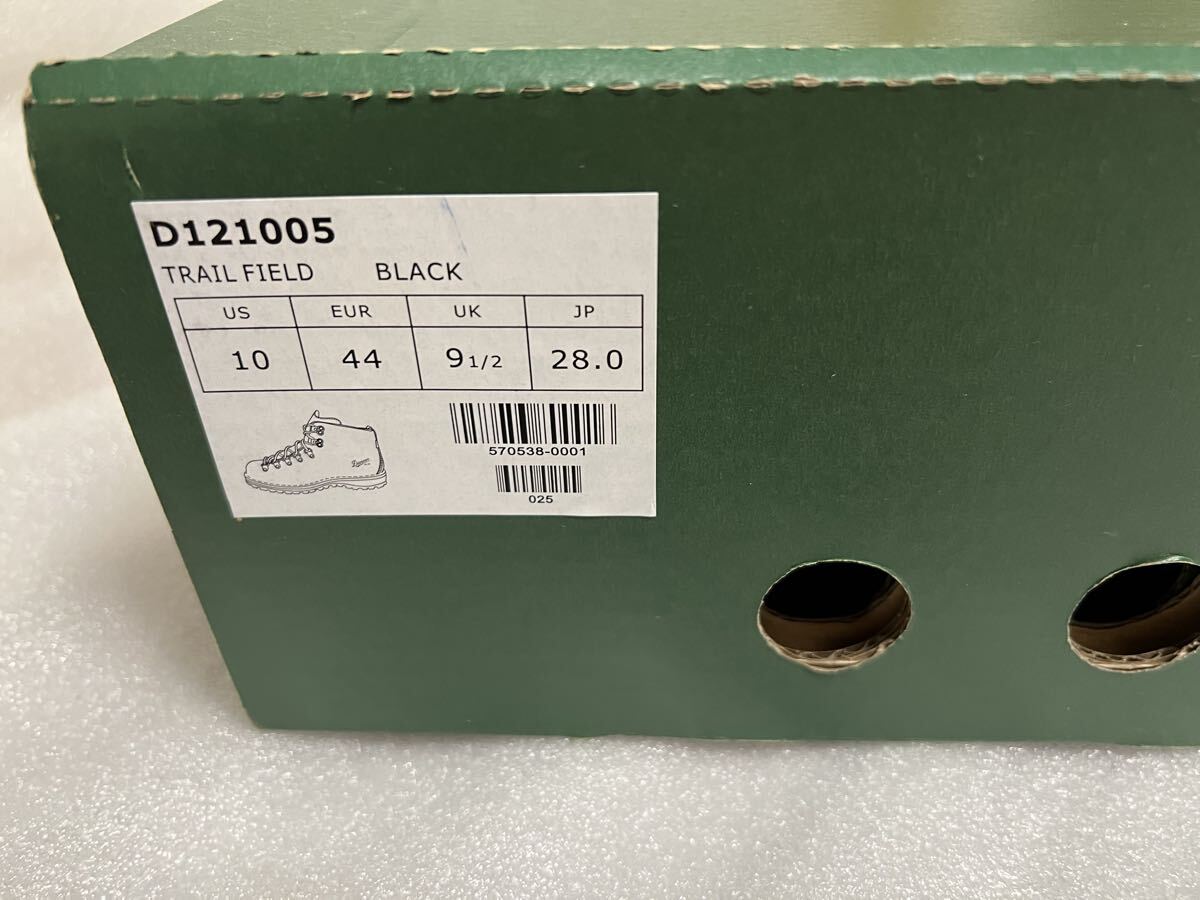 D121005
TRAIL FIELD BLACK
US EUR UK JP
10 44 9 1/2 28.0
570538-0001
025